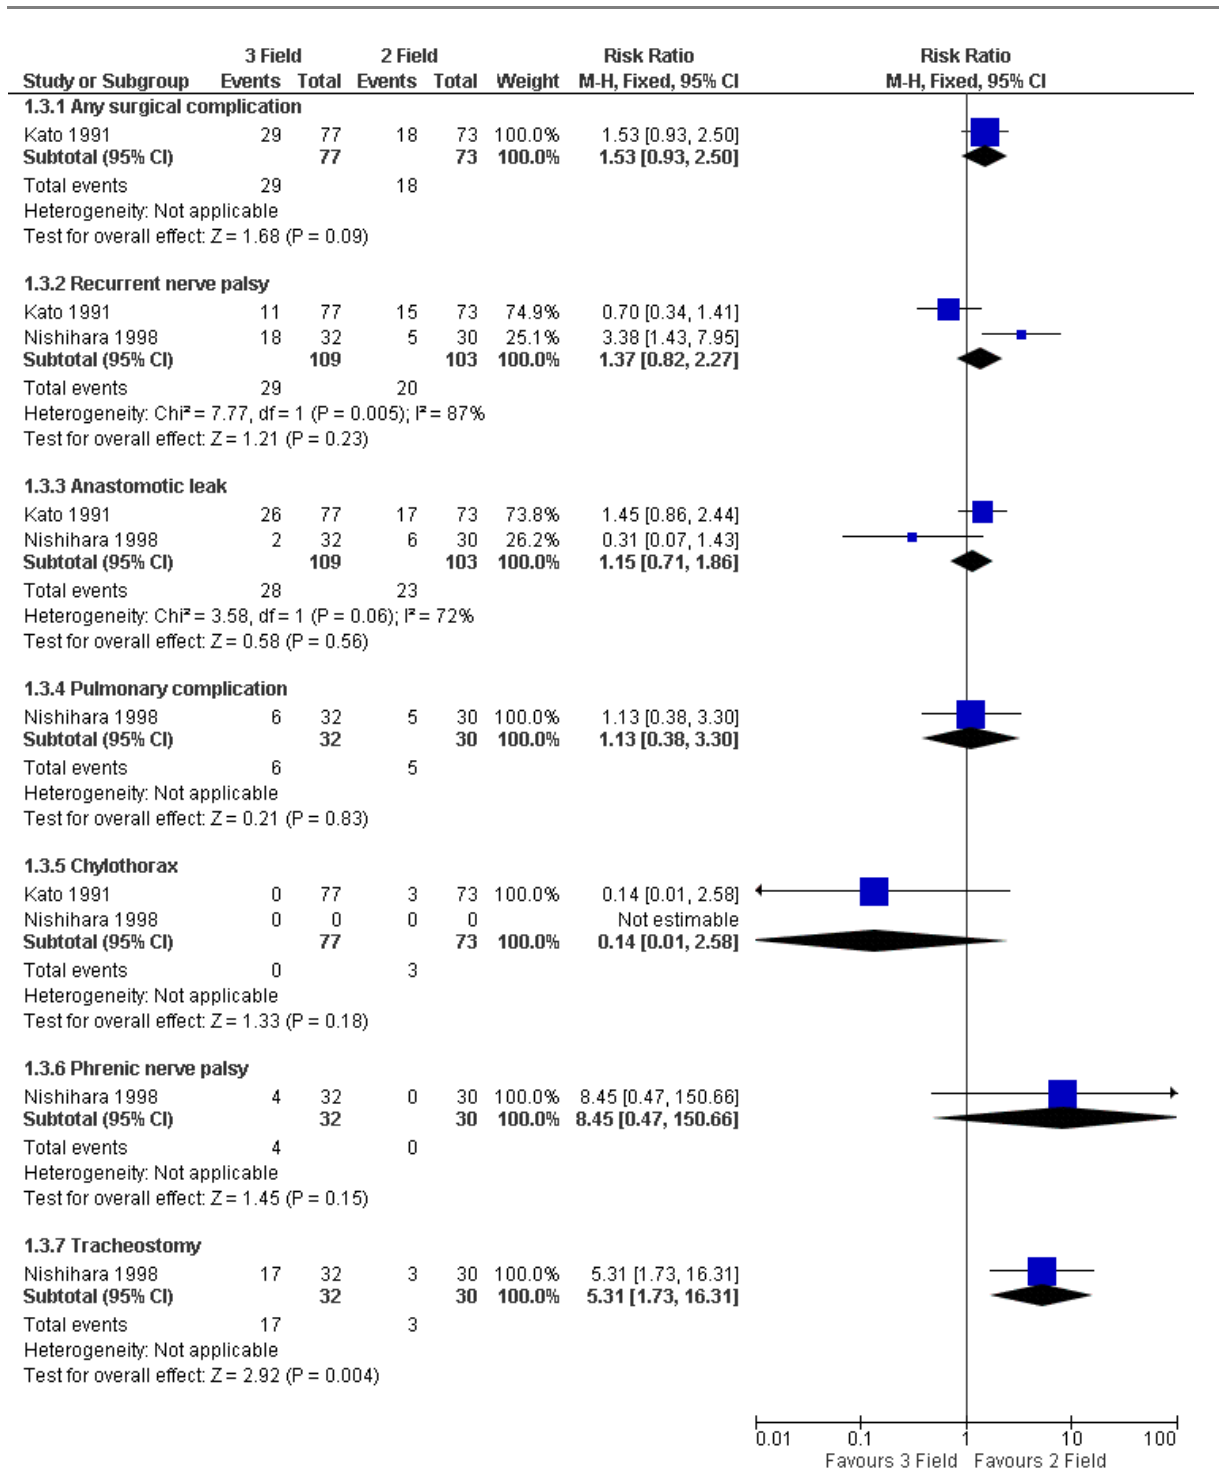 3 Field 2 Field Risk Ratio Risk Ratio
Study or Subgroup Events Total Events Total Weight M-H, Fixed, 95% CI M-H, Fixed, 95% CI
1.3.1 Any surgical complication
Kato 1991 29 77 18 73 100.0% 1.53 [0.93, 2.50]
Subtotal (95% CI) 77 73 100.0% 1.53 [0.93, 2.50]
Total events 29 18
Heterogeneity: Not applicable
Test for overall effect: Z = 1.68 (P = 0.09)
1.3.2 Recurrent nerve palsy
Kato 1991 11 77 15 73 74.9% 0.70 [0.34, 1.41]
Nishihara 1998 18 32 5 30 25.1% 3.38 [1.43, 7.95]
Subtotal (95% CI) 109 103 100.0% 1.37 [0.82, 2.27]
Total events 29 20
Heterogeneity: Chi² = 7.77, df = 1 (P = 0.005); I² = 87%
Test for overall effect: Z = 1.21 (P = 0.23)
1.3.3 Anastomotic leak
Kato 1991 26 77 17 73 73.8% 1.45 [0.86, 2.44]
Nishihara 1998 2 32 6 30 26.2% 0.31 [0.07, 1.43]
Subtotal (95% CI) 109 103 100.0% 1.15 [0.71, 1.86]
Total events 28 23
Heterogeneity: Chi² = 3.58, df = 1 (P = 0.06); I² = 72%
Test for overall effect: Z = 0.58 (P = 0.56)
1.3.4 Pulmonary complication
Nishihara 1998 6 32 5 30 100.0% 1.13 [0.38, 3.30]
Subtotal (95% CI) 32 30 100.0% 1.13 [0.38, 3.30]
Total events 6 5
Heterogeneity: Not applicable
Test for overall effect: Z = 0.21 (P = 0.83)
1.3.5 Chylothorax
Kato 1991 0 77 3 73 100.0% 0.14 [0.01, 2.58]
Nishihara 1998 0 0 0 0 Not estimable
Subtotal (95% CI) 77 73 100.0% 0.14 [0.01, 2.58]
Total events 0 3
Heterogeneity: Not applicable
Test for overall effect: Z = 1.33 (P = 0.18)
1.3.6 Phrenic nerve palsy
Nishihara 1998 4 32 0 30 100.0% 8.45 [0.47, 150.66]
Subtotal (95% CI) 32 30 100.0% 8.45 [0.47, 150.66]
Total events 4 0
Heterogeneity: Not applicable
Test for overall effect: Z = 1.45 (P = 0.15)
1.3.7 Tracheostomy
Nishihara 1998 17 32 3 30 100.0% 5.31 [1.73, 16.31]
Subtotal (95% CI) 32 30 100.0% 5.31 [1.73, 16.31]
Total events 17 3
Heterogeneity: Not applicable
Test for overall effect: Z = 2.92 (P = 0.004)
0.01 0.1 1 10 100
Favours 3 Field Favours 2 Field